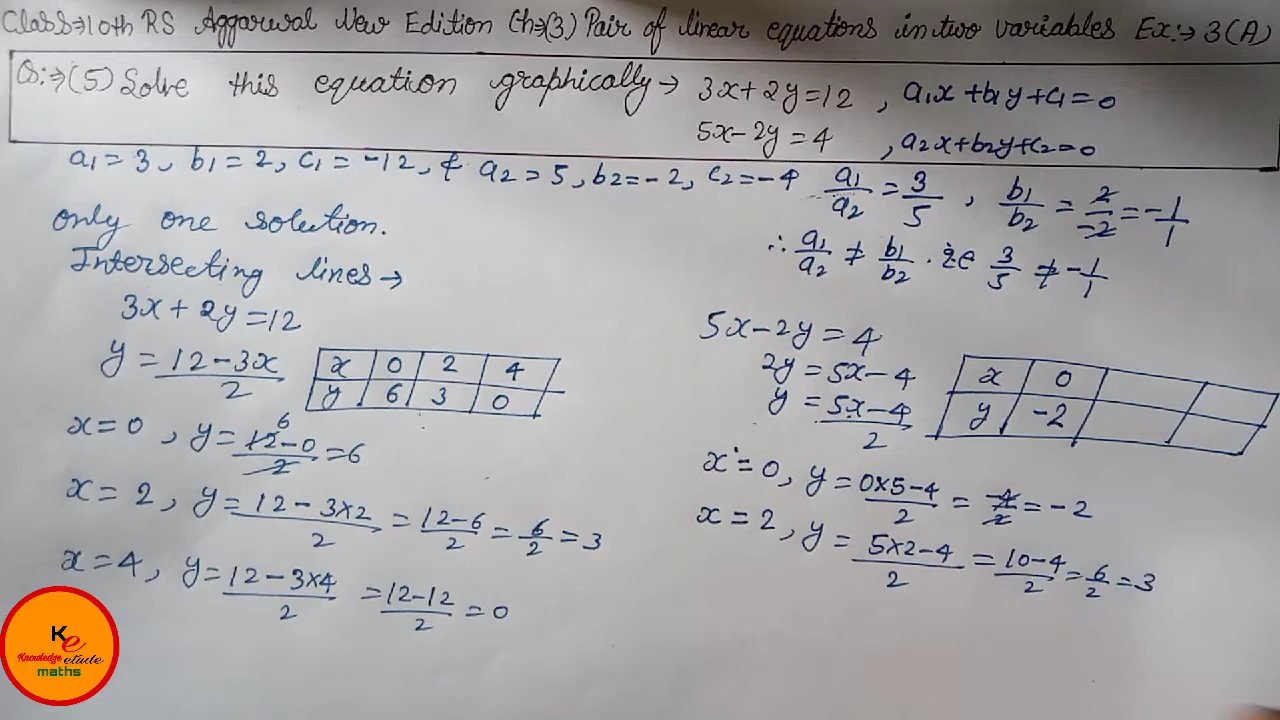 Class:→10th RS Aggarwal New Edition Ch:→(3) Pair of linear equations in two variables Ex:→ 3(A)
Q:→(5) Solve this equation graphically→ 3x+2y=12 , a₁x+b₁y+c₁=0
5x-2y=4 , a₂x+b₂y+c₂=0
a₁=3, b₁=2, c₁=-12, & a₂=5, b₂=-2, c₂=-4
a₁/a₂ = 3/5 , b₁/b₂ = 2/-2 = -1/1
only one solution.
∴ a₁/a₂ ≠ b₁/b₂ . ie 3/5 ≠ -1/1
Intersecting lines→
3x+2y=12
y=12-3x/2
x 0 2 4
y 6 3 0
x=0 , y=12-0/2=6
6
x=2 , y=12-3×2/2 = 12-6/2 = 6/2 = 3
x=4, y=12-3×4/2 = 12-12/2 = 0
5x-2y=4
2y=5x-4
y=5x-4/2
x 0
y -2
x=0, y=0×5-4/2 = -4/2 = -2
x=2, y=5×2-4/2 = 10-4/2 = 6/2 = 3
Ke
Knowledge etade
maths